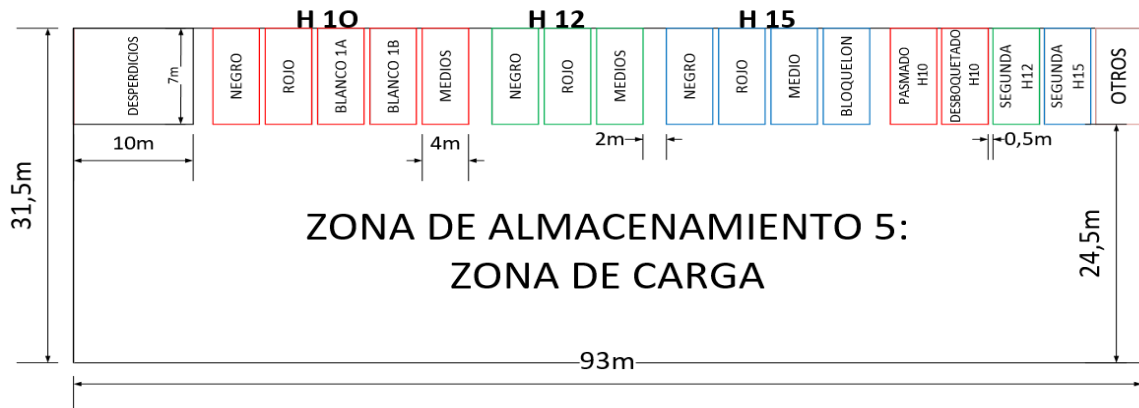 H 10
H 12
H 15
DESPERDICIOS
7m
NEGRO
ROJO
BLANCO 1A
BLANCO 1B
MEDIOS
NEGRO
ROJO
MEDIOS
NEGRO
ROJO
MEDIO
BLOQUELON
PASMADO
H10
DESBOQUETADO
H10
SEGUNDA
H12
SEGUNDA
H15
OTROS
10m
4m
2m
0,5m
31,5m
24,5m
ZONA DE ALMACENAMIENTO 5:
ZONA DE CARGA
93m